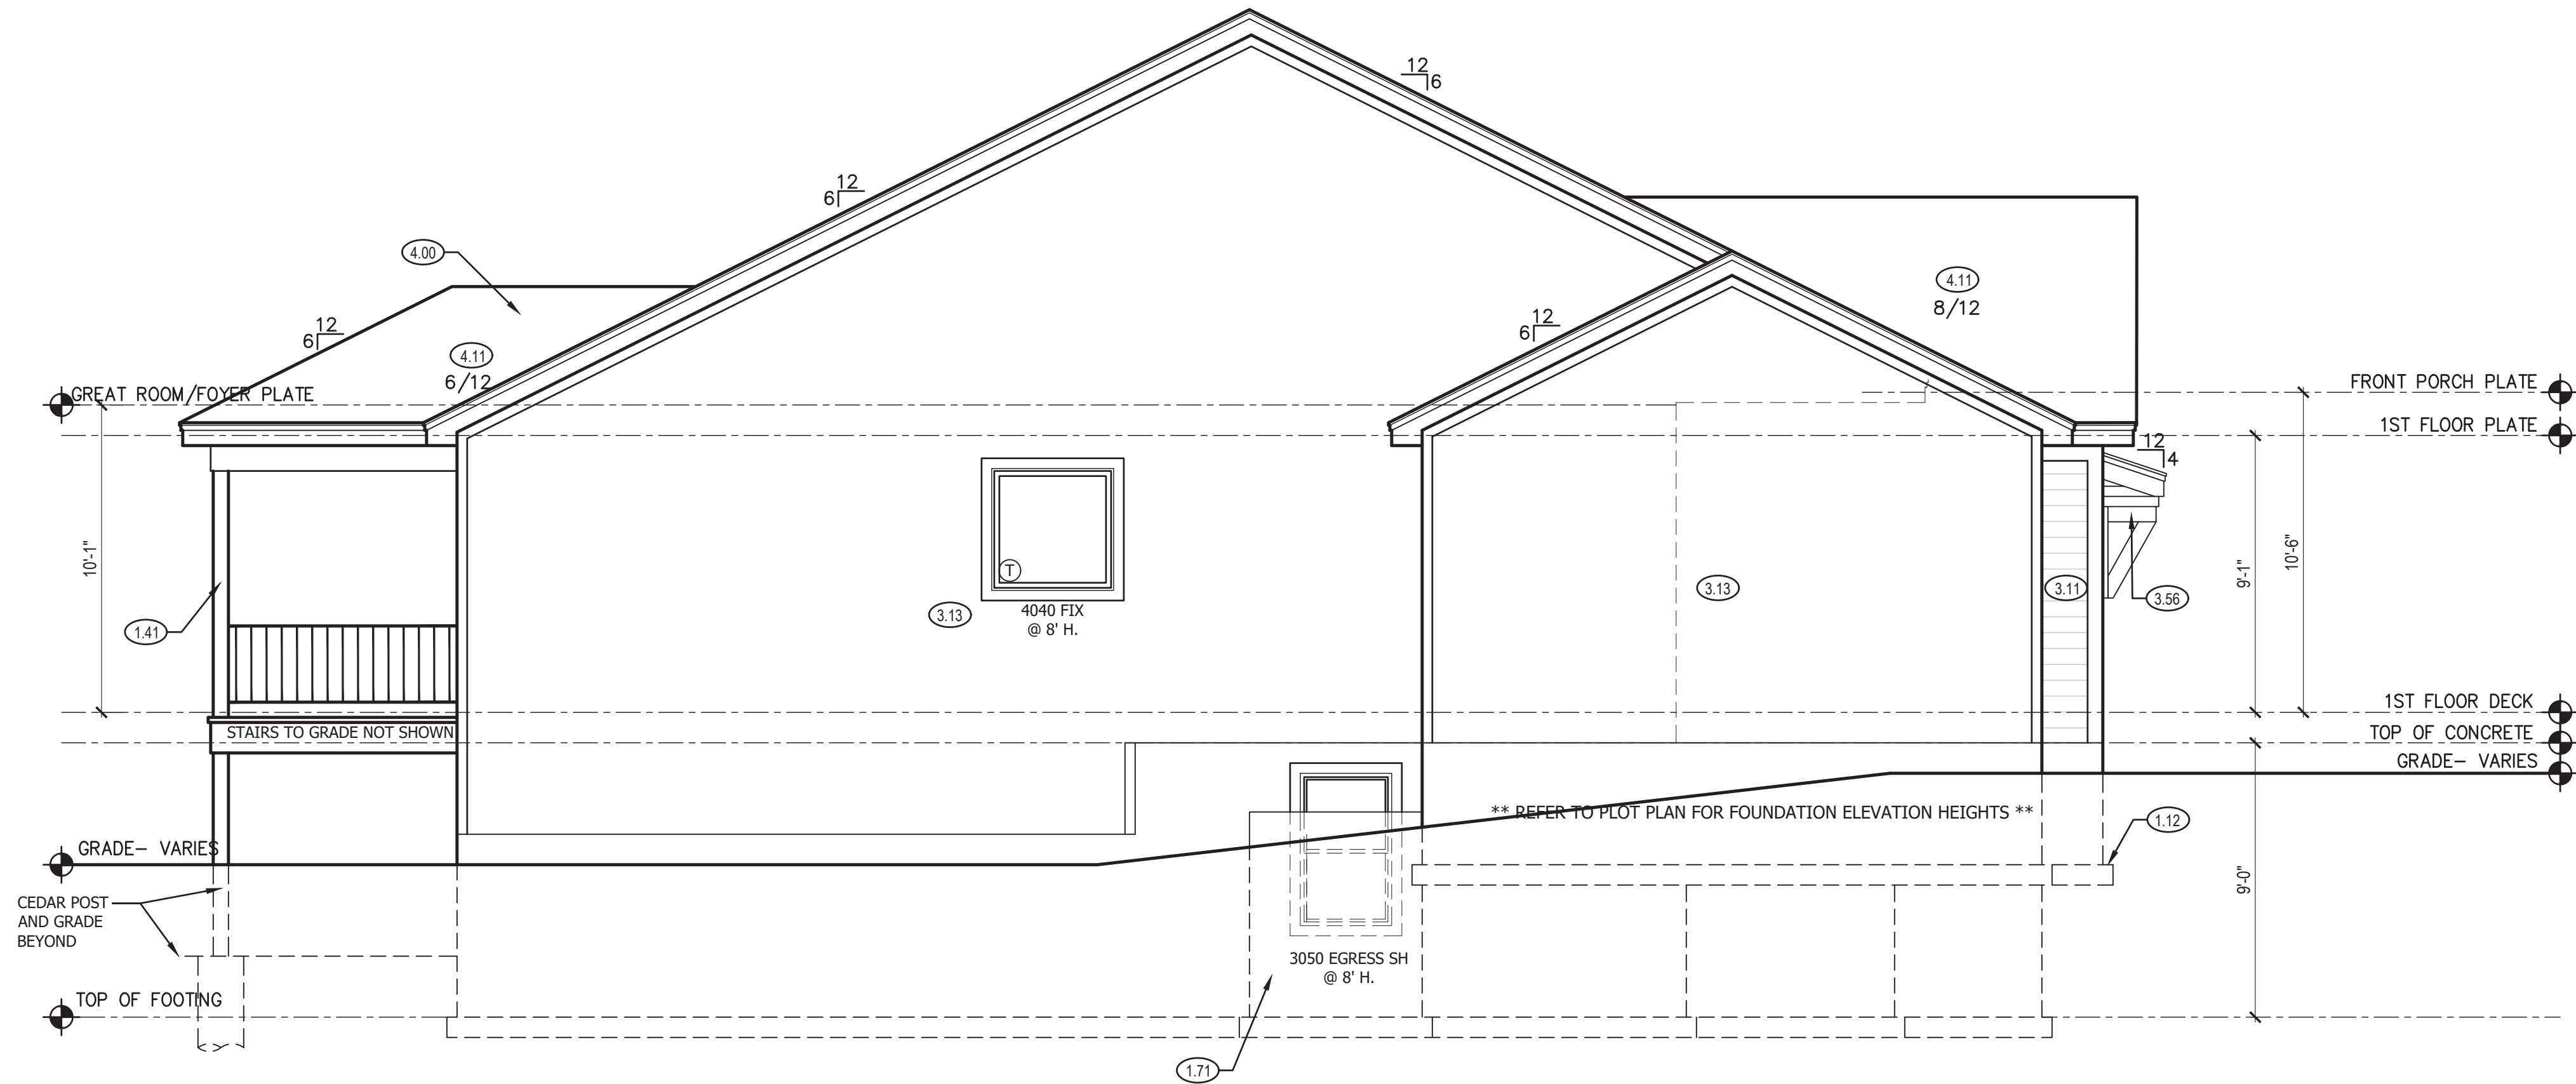 12
6
12
6
4.00
4.11
8/12
12
6
12
6
4.11
6/12
GREAT ROOM/FOYER PLATE
FRONT PORCH PLATE
1ST FLOOR PLATE
12
4
T
10'-1"
10'-6"
9'-1"
3.13
3.11
3.56
4040 FIX
@ 8' H.
3.13
1.41
1ST FLOOR DECK
STAIRS TO GRADE NOT SHOWN
TOP OF CONCRETE
GRADE- VARIES
** REFER TO PLOT PLAN FOR FOUNDATION ELEVATION HEIGHTS **
1.12
GRADE- VARIES
9'-0"
CEDAR POST
AND GRADE
BEYOND
3050 EGRESS SH
@ 8' H.
TOP OF FOOTING
1.71